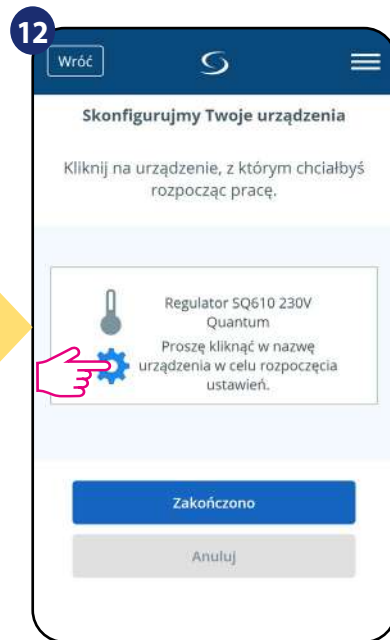 12
Wróć
Skonfigurujmy Twoje urządzenia
Kliknij na urządzenie, z którym chciałbyś
rozpocząc pracę.
Regulator SQ610 230V
Quantum
Proszę kliknąć w nazwę
urządzenia w celu rozpoczęcia
ustawień.
Zakończono
Anuluj